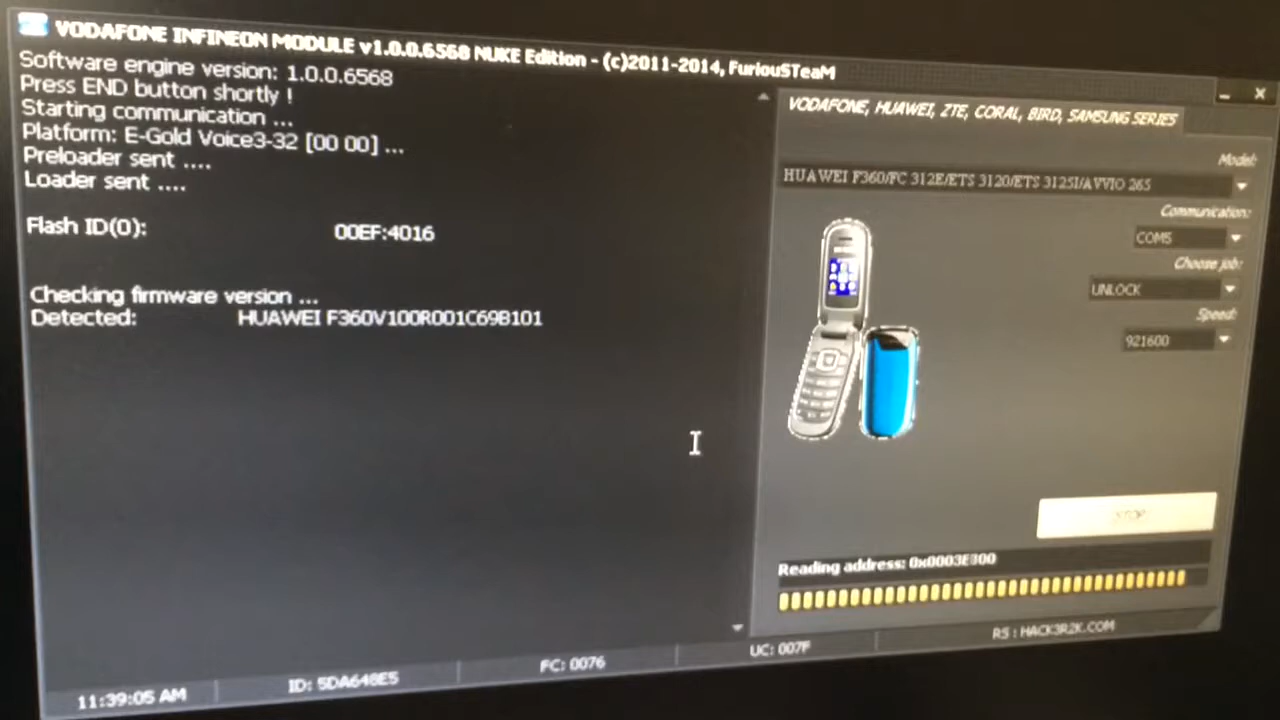 VODAFONE INFINEON MODULE v1.0.0.6568 NUKE Edition - (c)2011-2014, FuriouSTeaM
Software engine version: 1.0.0.6568
Press END button shortly !
Starting communication ...
Platform: E-Gold Voice3-32 [00 00] ...
Preloader sent ....
Loader sent ....
Flash ID(0): 00EF:4016
Checking firmware version ...
Detected: HUAWEI F360V100R001C69B101
VODAFONE, HUAWEI, ZTE, CORAL, BIRD, SAMSUNG SERIES
Model:
HUAWEI F360/FC 312E/ETS 3120/ETS 3125I/AVVIO 265
Communication:
COM5
Choose job:
UNLOCK
Speed:
921600
STOP
Reading address: 0x0003E300
11:39:05 AM ID: 5DA648E5 FC: 0076 UC: 007F RS : HACK3R2K.COM